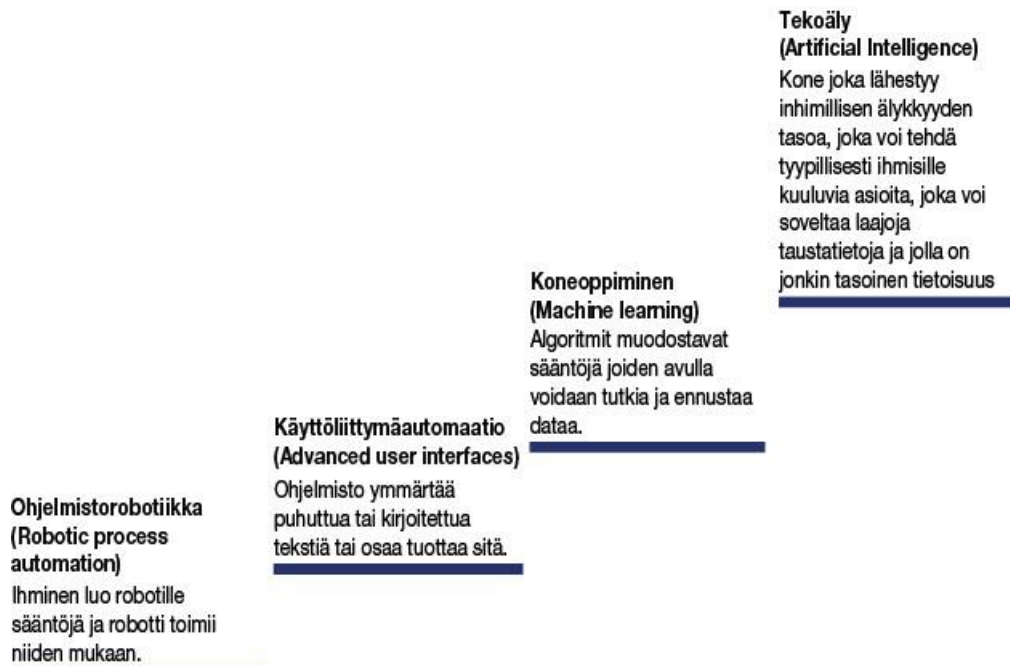 Tekoäly
(Artificial Intelligence)
Kone joka lähestyy
inhimillisen älykkyyden
tasoa, joka voi tehdä
tyypillisesti ihmisille
kuuluvia asioita, joka voi
soveltaa laajoja
taustatietoja ja jolla on
jonkin tasoinen tietoisuus
Koneoppiminen
(Machine learning)
Algoritmit muodostavat
sääntöjä joiden avulla
voidaan tutkia ja ennustaa
dataa.
Käyttöliittymäautomaatio
(Advanced user interfaces)
Ohjelmisto ymmärtää
puhuttua tai kirjoitettua
tekstiä tai osaa tuottaa sitä.
Ohjelmistorobotiikka
(Robotic process
automation)
Ihminen luo robotille
sääntöjä ja robotti toimii
niiden mukaan.